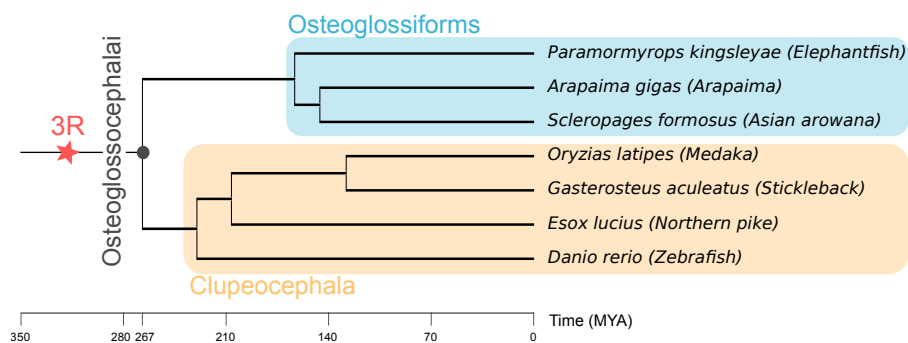 Osteoglossiforms
Paramormyrops kingsleyae (Elephantfish)
Arapaima gigas (Arapaima)
Scleropages formosus (Asian arowana)
3R
Osteoglossocephalai
Oryzias latipes (Medaka)
Gasterosteus aculeatus (Stickleback)
Esox lucius (Northern pike)
Danio rerio (Zebrafish)
Clupeocephala
Time (MYA)
350 280 267 210 140 70 0